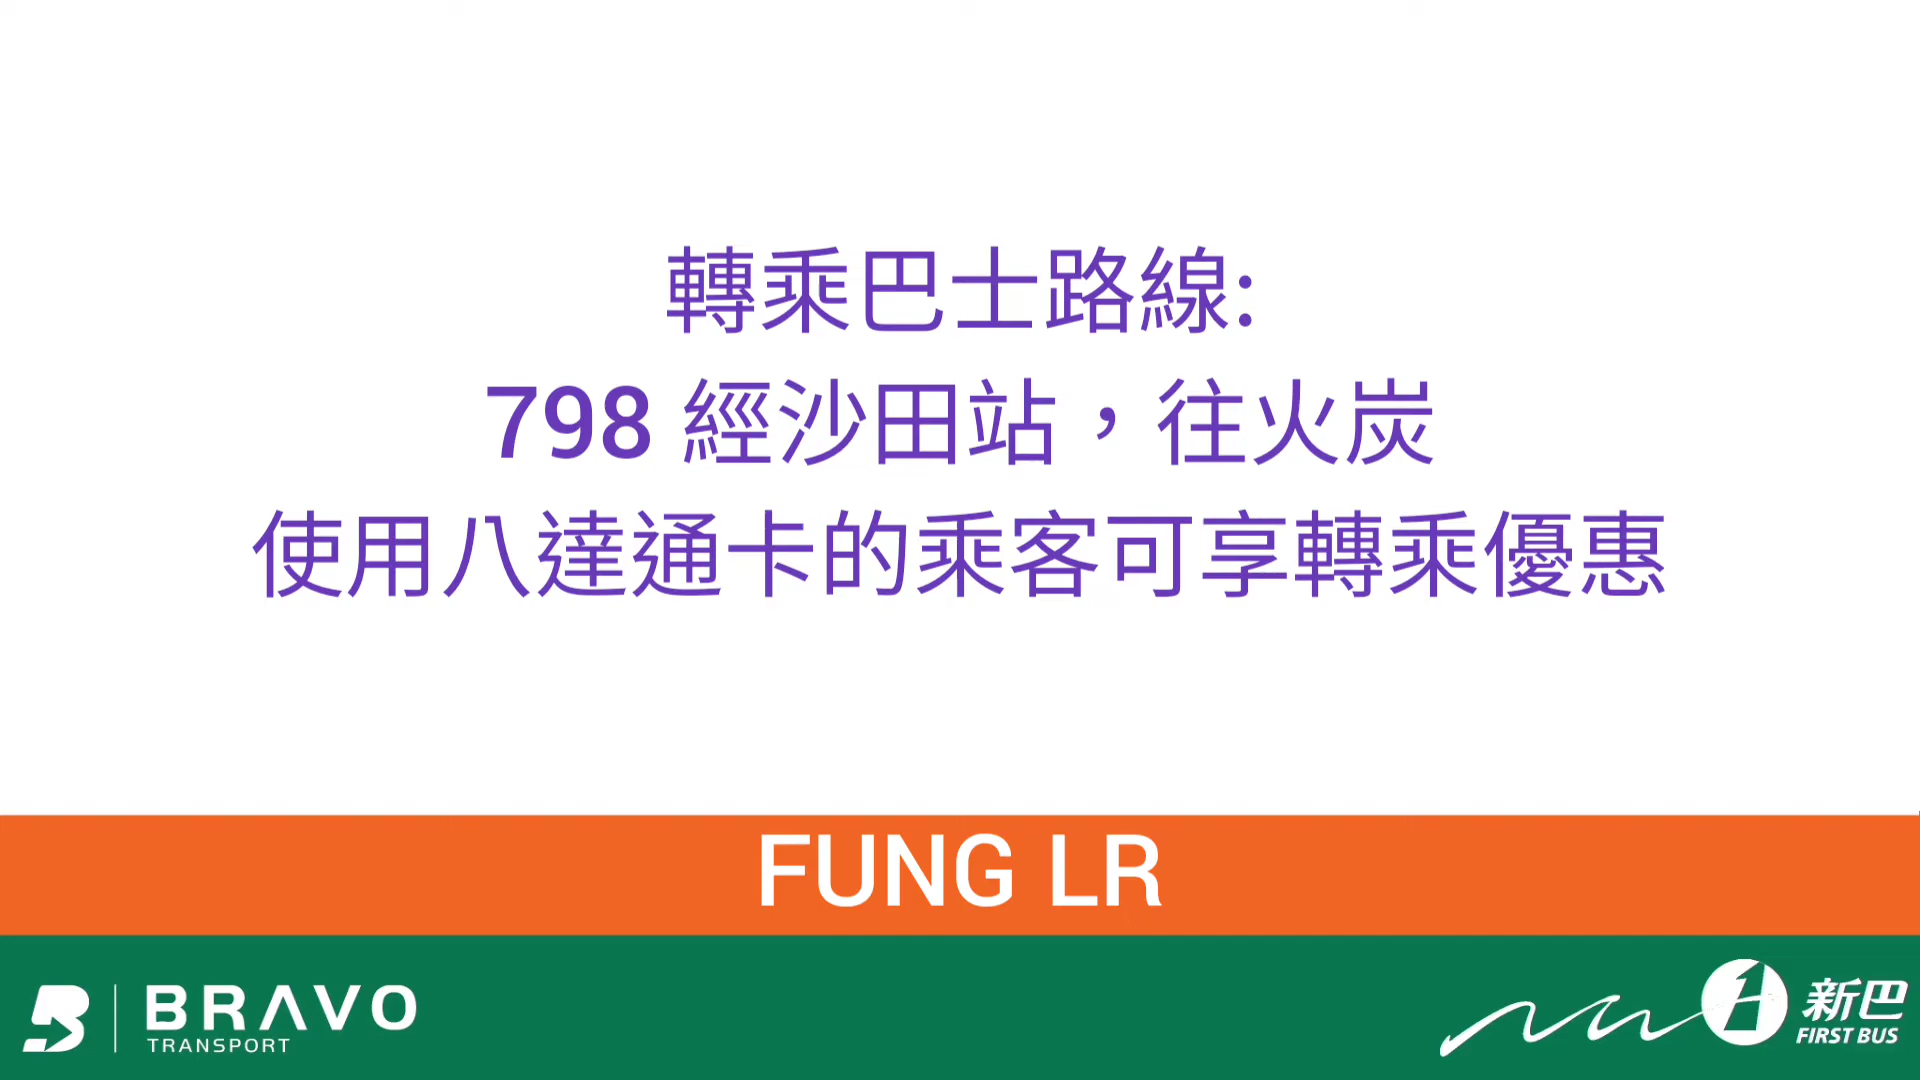 轉乘巴士路線:
798 經沙田站，往火炭
使用八達通卡的乘客可享轉乘優惠
FUNG LR
BRAVO
TRANSPORT
新巴
FIRST BUS